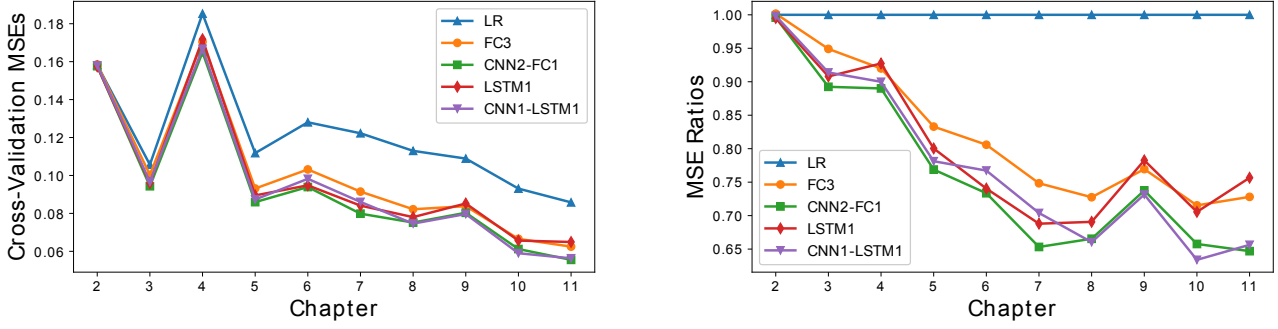 Cross-Validation MSEs
0.18
0.16
0.14
0.12
0.10
0.08
0.06
LR
FC3
CNN2-FC1
LSTM1
CNN1-LSTM1
2 3 4 5 6 7 8 9 10 11
Chapter
MSE Ratios
1.00
0.95
0.90
0.85
0.80
0.75
0.70
0.65
LR
FC3
CNN2-FC1
LSTM1
CNN1-LSTM1
2 3 4 5 6 7 8 9 10 11
Chapter